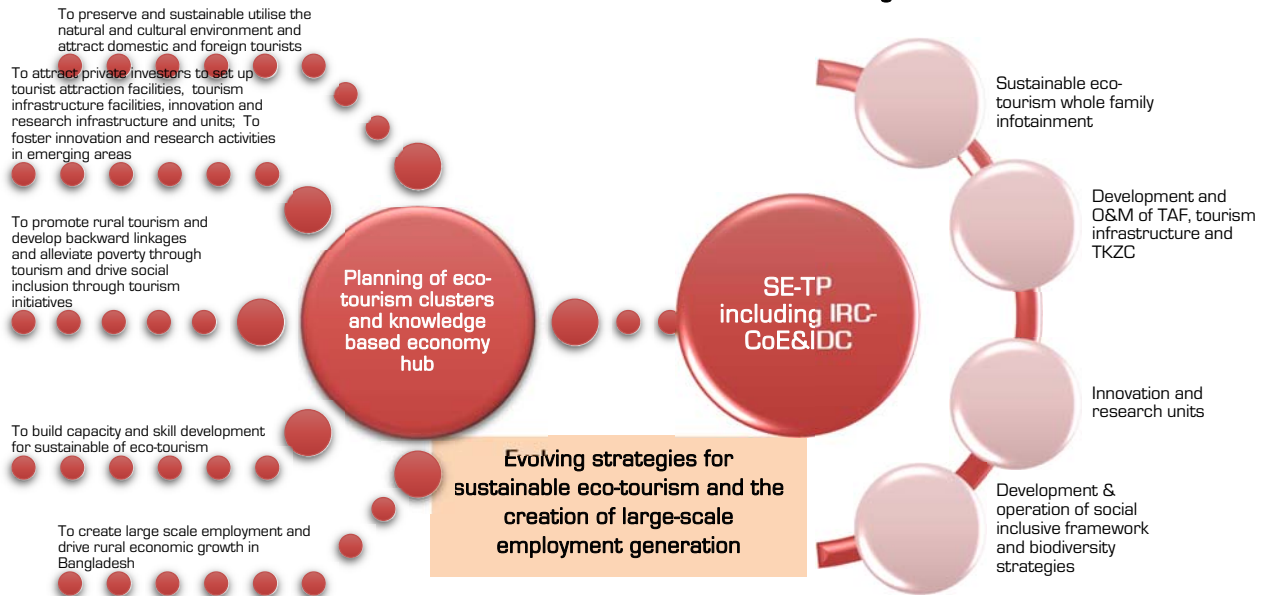 To preserve and sustainable utilise the
natural and cultural environment and
attract domestic and foreign tourists
To attract private investors to set up
tourist attraction facilities, tourism
infrastructure facilities, innovation and
research infrastructure and units; To
foster innovation and research activities
in emerging areas
To promote rural tourism and
develop backward linkages
and alleviate poverty through
tourism and drive social
inclusion through tourism
initiatives
To build capacity and skill development
for sustainable of eco-tourism
To create large scale employment and
drive rural economic growth in
Bangladesh
Planning of eco-
tourism clusters
and knowledge
based economy
hub
SE-TP
including IRC-
CoE&IDC
Evolving strategies for
sustainable eco-tourism and the
creation of large-scale
employment generation
Sustainable eco-
tourism whole family
infotainment
Development and
O&M of TAF, tourism
infrastructure and
TKZC
Innovation and
research units
Development &
operation of social
inclusive framework
and biodiversity
strategies